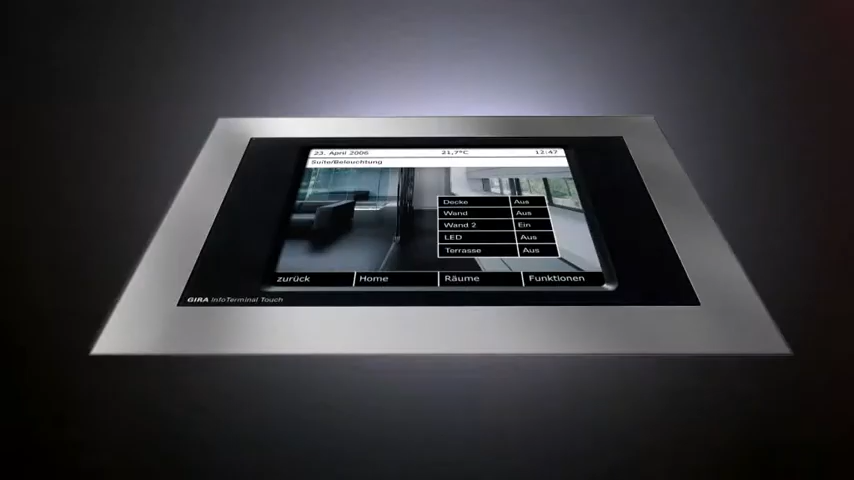 23. April 2006 21,7°C 12:47
Suite/Beleuchtung
Decke Aus
Wand Aus
Wand 2 Ein
LED Aus
Terrasse Aus
zurück Home Räume Funktionen
GIRA InfoTerminal Touch